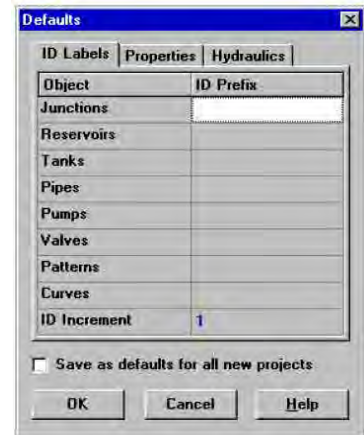 Defaults
ID Labels Properties Hydraulics
Object ID Prefix
Junctions
Reservoirs
Tanks
Pipes
Pumps
Valves
Patterns
Curves
ID Increment 1
Save as defaults for all new projects
OK Cancel Help